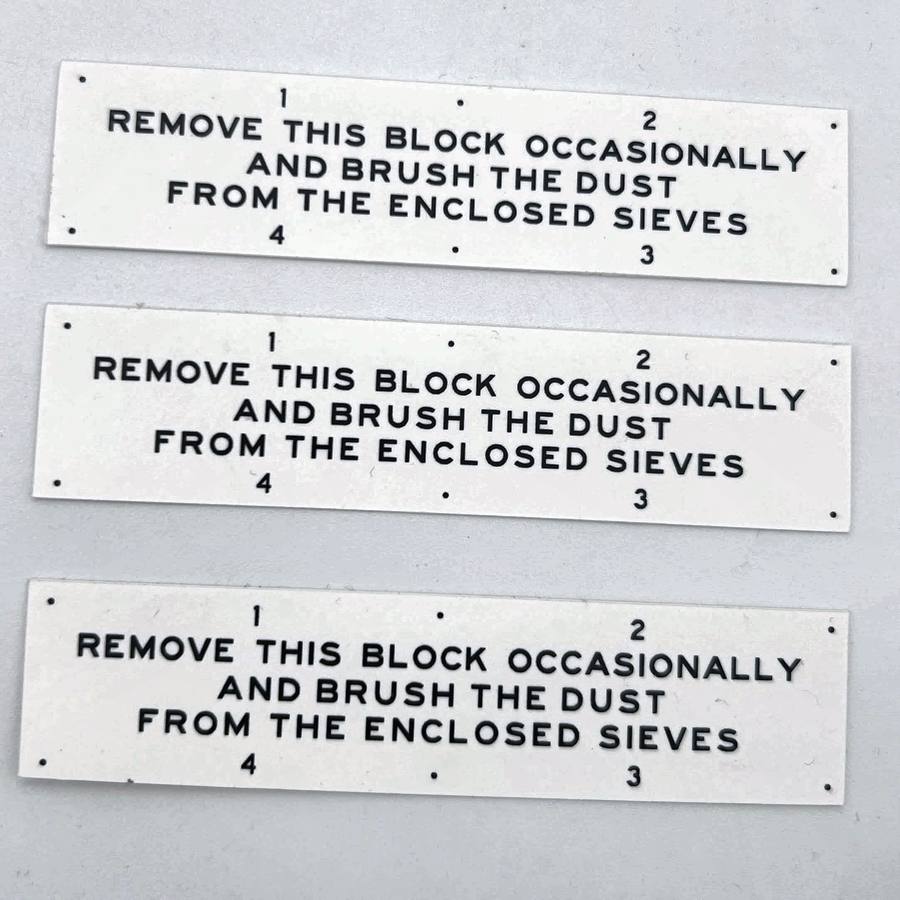 1 2
REMOVE THIS BLOCK OCCASIONALLY
AND BRUSH THE DUST
FROM THE ENCLOSED SIEVES
4 3
1 2
REMOVE THIS BLOCK OCCASIONALLY
AND BRUSH THE DUST
FROM THE ENCLOSED SIEVES
4 3
1 2
REMOVE THIS BLOCK OCCASIONALLY
AND BRUSH THE DUST
FROM THE ENCLOSED SIEVES
4 3